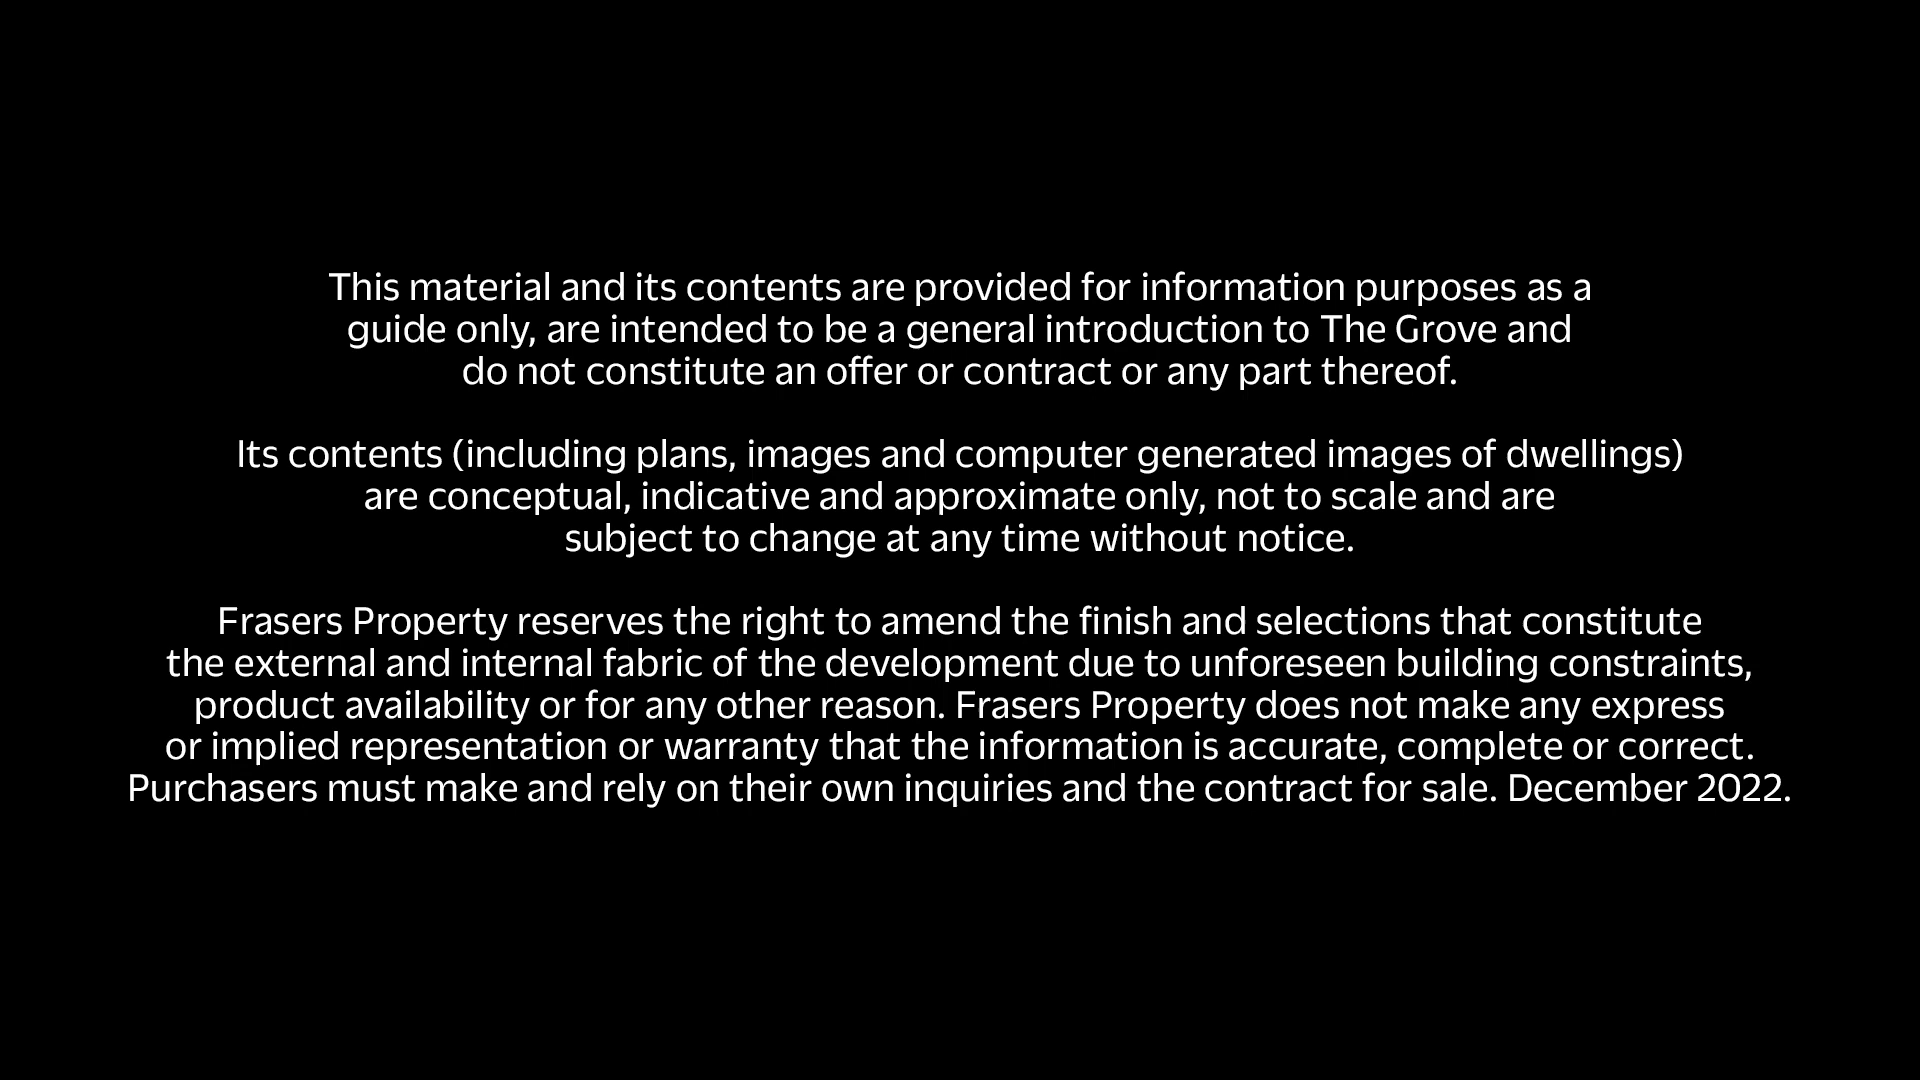 This material and its contents are provided for information purposes as a
guide only, are intended to be a general introduction to The Grove and
do not constitute an offer or contract or any part thereof.
Its contents (including plans, images and computer generated images of dwellings)
are conceptual, indicative and approximate only, not to scale and are
subject to change at any time without notice.
Frasers Property reserves the right to amend the finish and selections that constitute
the external and internal fabric of the development due to unforeseen building constraints,
product availability or for any other reason. Frasers Property does not make any express
or implied representation or warranty that the information is accurate, complete or correct.
Purchasers must make and rely on their own inquiries and the contract for sale. December 2022.